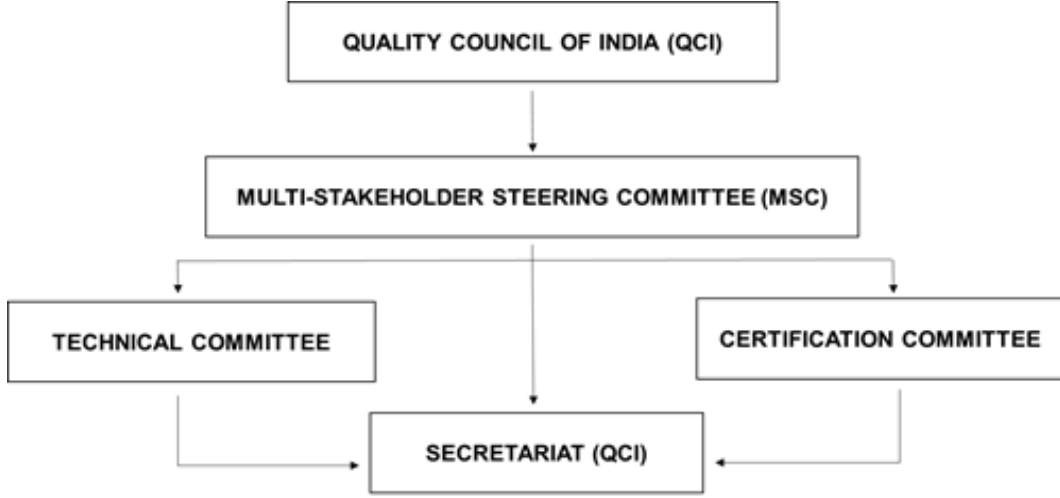 QUALITY COUNCIL OF INDIA (QCI)
MULTI-STAKEHOLDER STEERING COMMITTEE (MSC)
TECHNICAL COMMITTEE
CERTIFICATION COMMITTEE
SECRETARIAT (QCI)